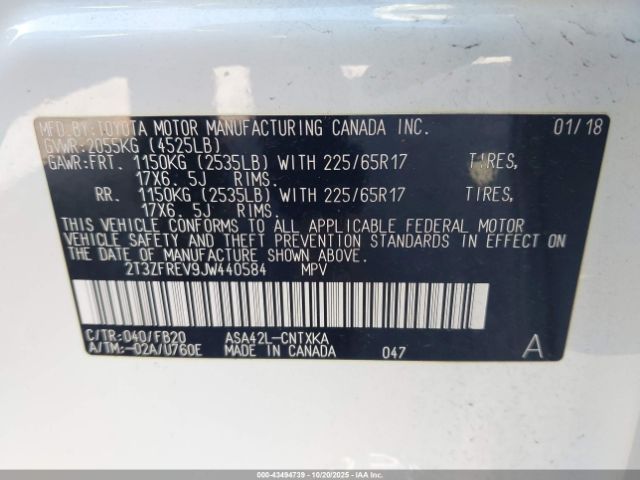 MFD. BY: TOYOTA MOTOR MANUFACTURING CANADA INC. 01/18
GVWR: 2055KG (4525LB)
GAWR: FRT. 1150KG (2535LB) WITH 225/65R17 TIRES,
17X6. 5J RIMS.
RR. 1150KG (2535LB) WITH 225/65R17 TIRES,
17X6. 5J RIMS.
THIS VEHICLE CONFORMS TO ALL APPLICABLE FEDERAL MOTOR
VEHICLE SAFETY AND THEFT PREVENTION STANDARDS IN EFFECT ON
THE DATE OF MANUFACTURE SHOWN ABOVE.
2T3ZFREV9JW440584 MPV
C/TR: 040/FB20 ASA42L-CNTXKA
A/TM: -02A/U760E MADE IN CANADA 047 A
000-43494739 - 10/20/2025 - IAA